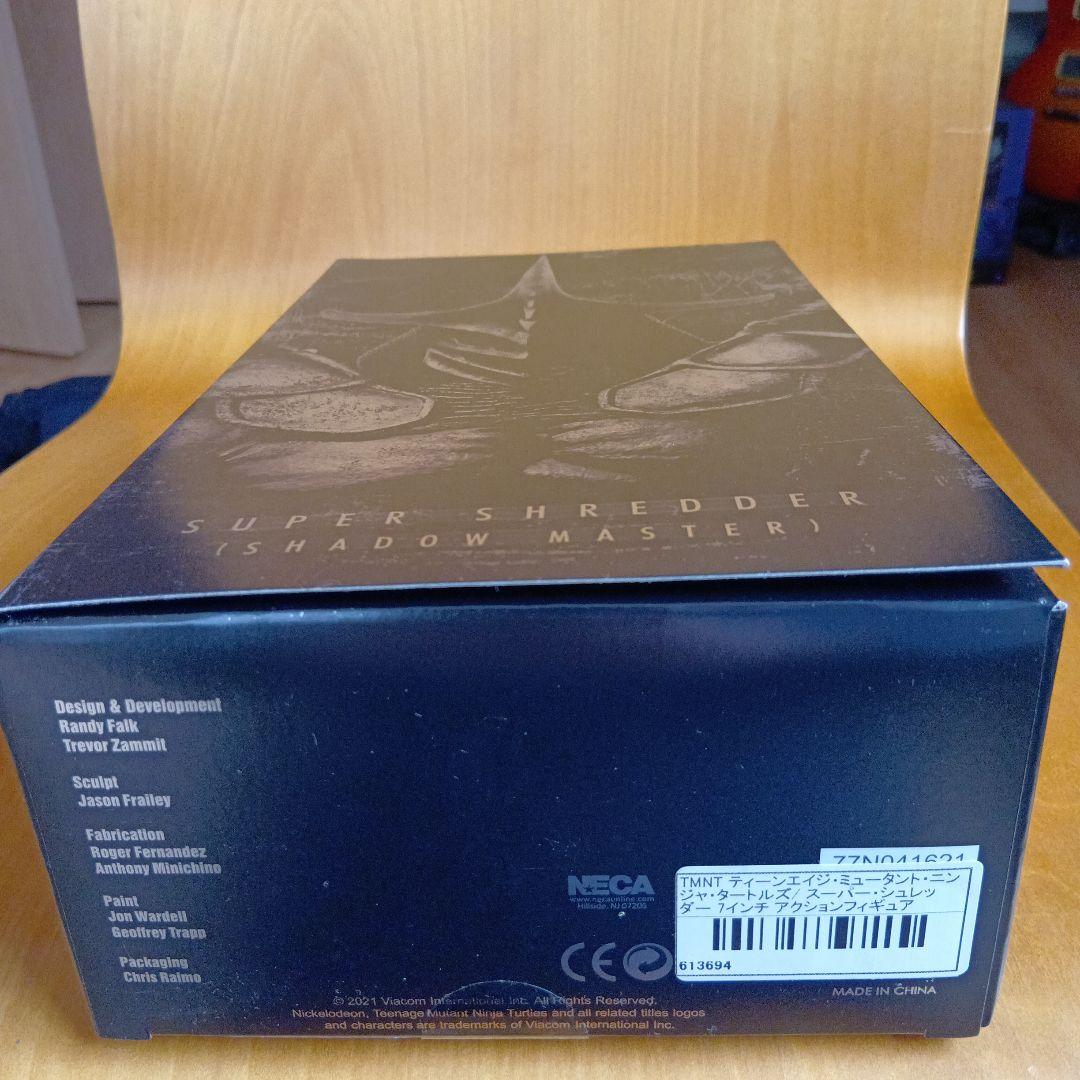 SUPER SHREDDER
(SHADOW MASTER)
Design & Development
Randy Falk
Trevor Zammit
Sculpt
Jason Frailey
Fabrication
Roger Fernandez
Anthony Minichino
Paint
Jon Wardell
Geoffrey Trapp
Packaging
Chris Raimo
NECA
www.necaonline.com
Hillside, NJ 07205
CE
77N041621
TMNT ティーンエイジ・ミュータント・ニン
ジャ・タートルズ/ スーパー・シュレッ
ダー 7インチ アクションフィギュア
613694
MADE IN CHINA
© 2021 Viacom International Inc. All Rights Reserved.
Nickelodeon, Teenage Mutant Ninja Turtles and all related titles logos
and characters are trademarks of Viacom International Inc.